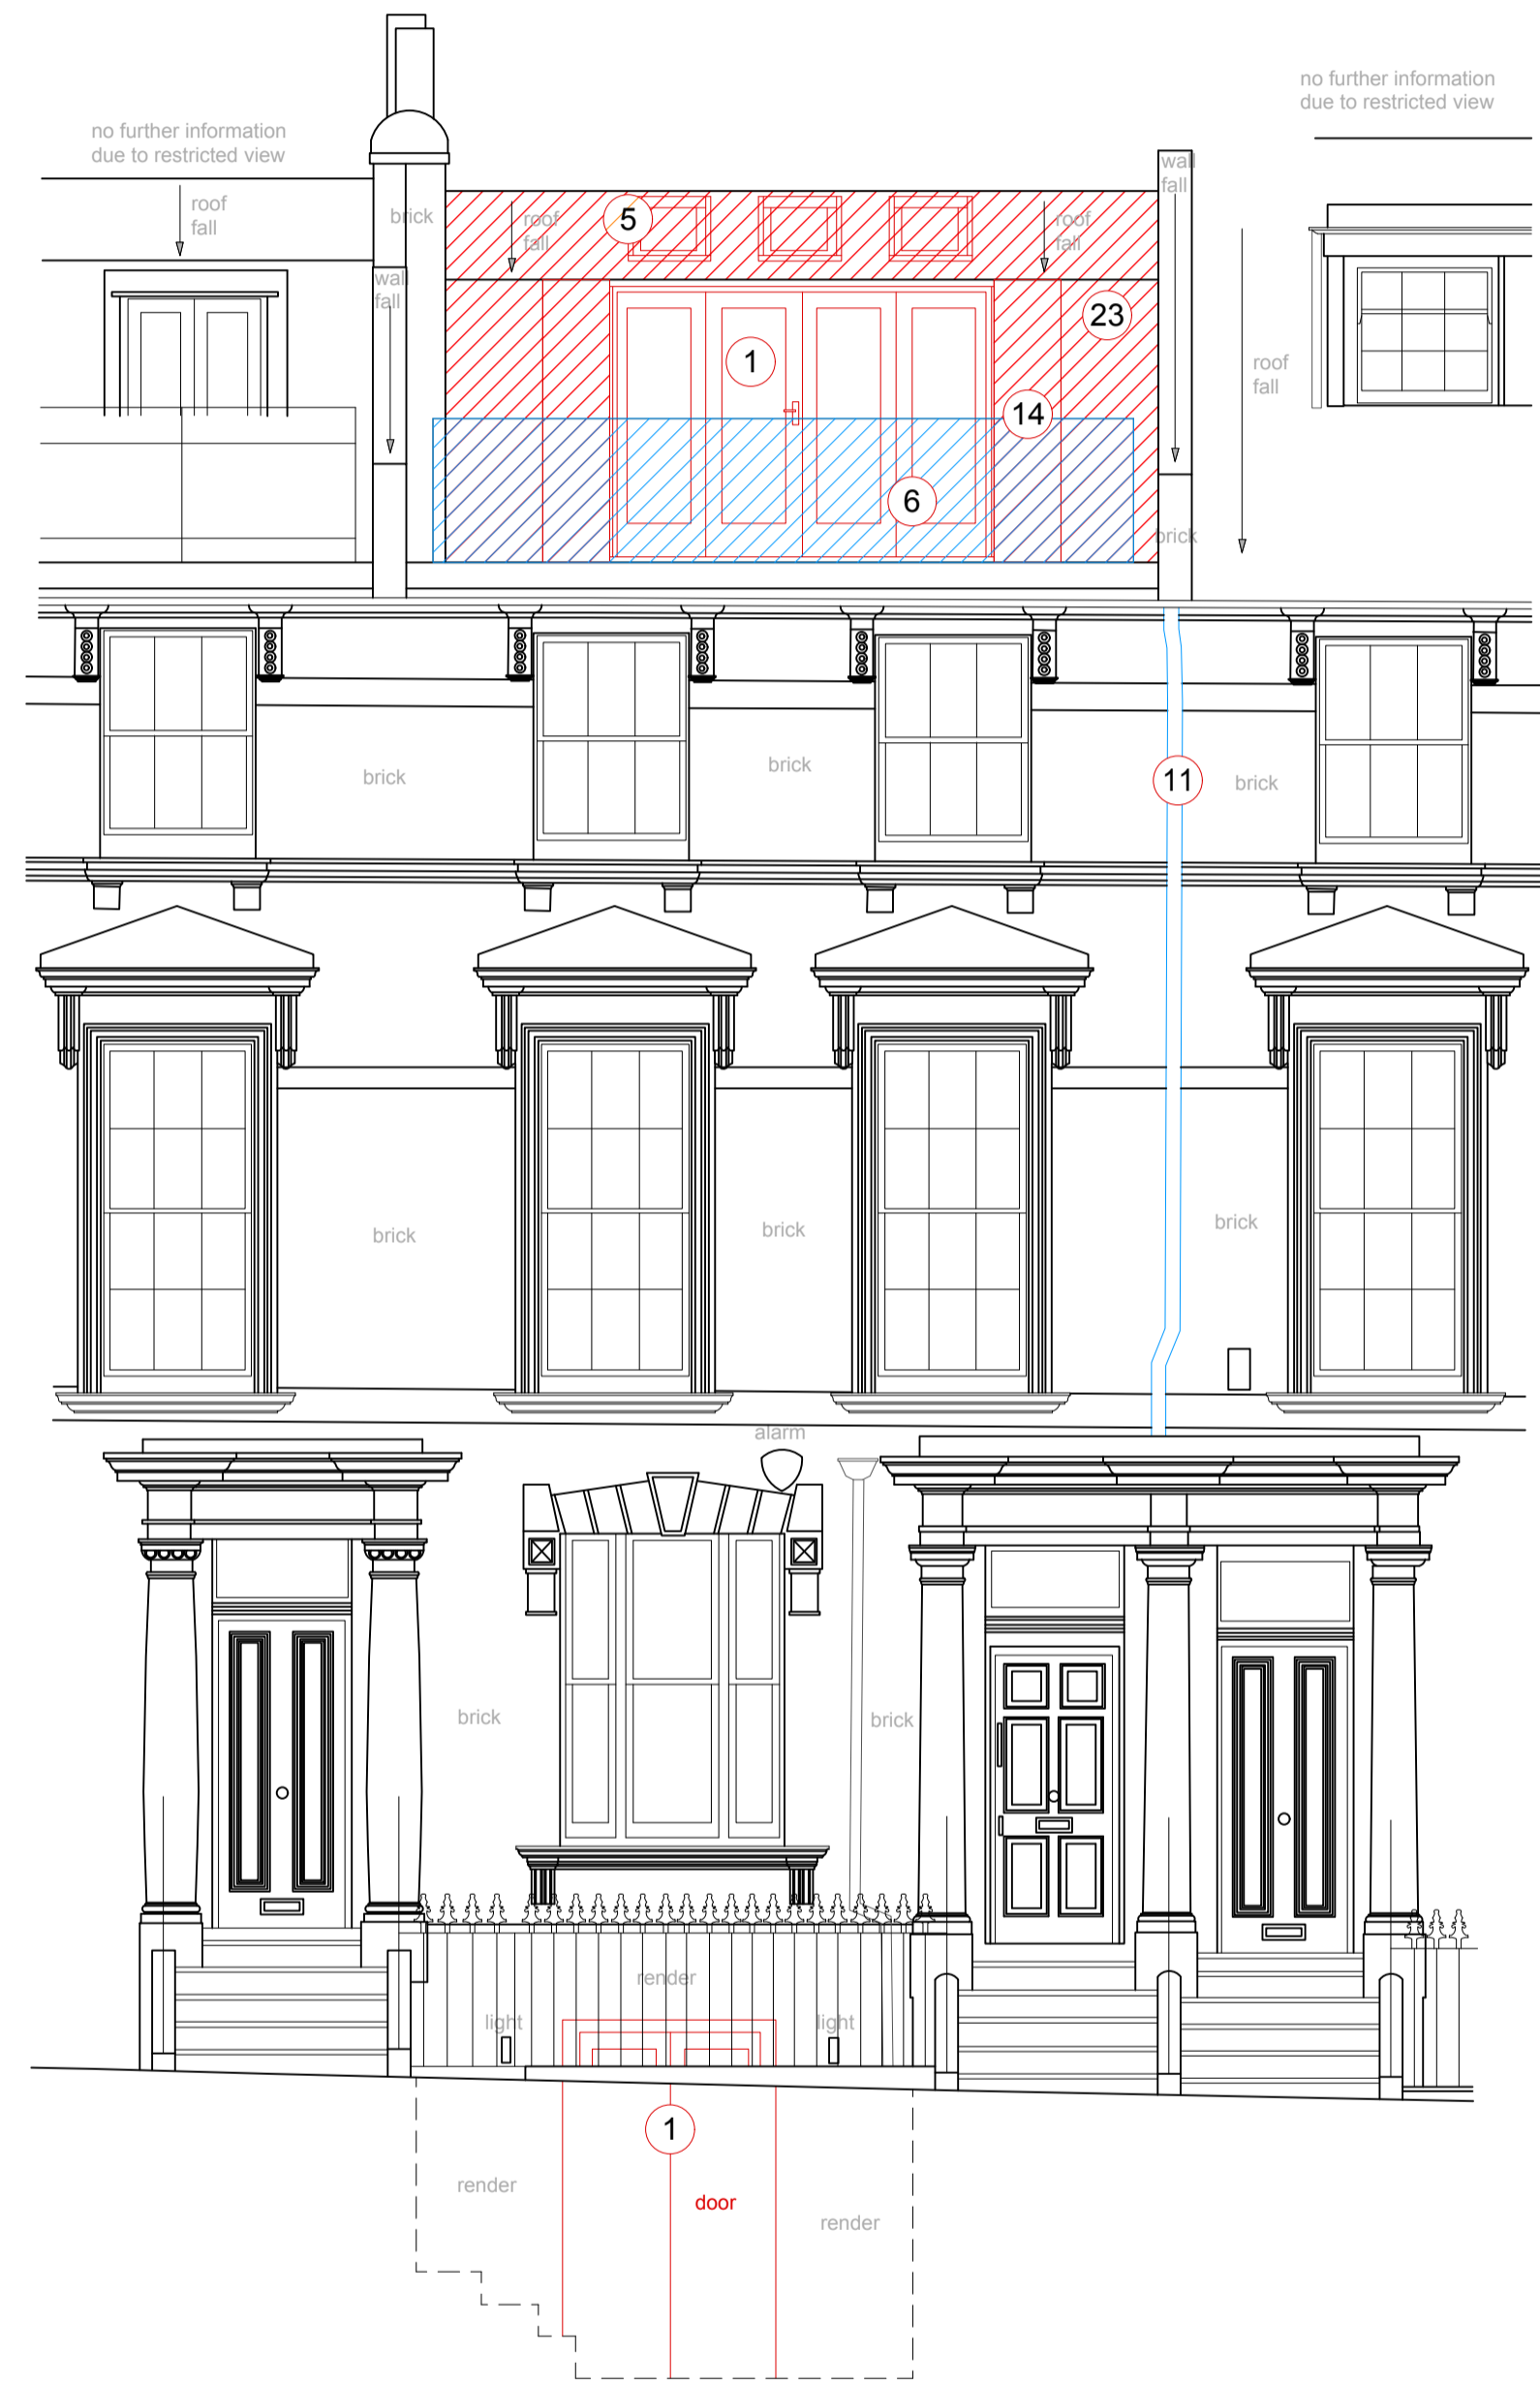 no further information
due to restricted view
no further information
due to restricted view
wall
fall
roof
fall
brick
5
roof
fall
roof
fall
wall
fall
23
1
roof
fall
14
6
brick
11
brick
brick
brick
brick
brick
brick
alarm
brick
brick
render
light
light
1
render
door
render